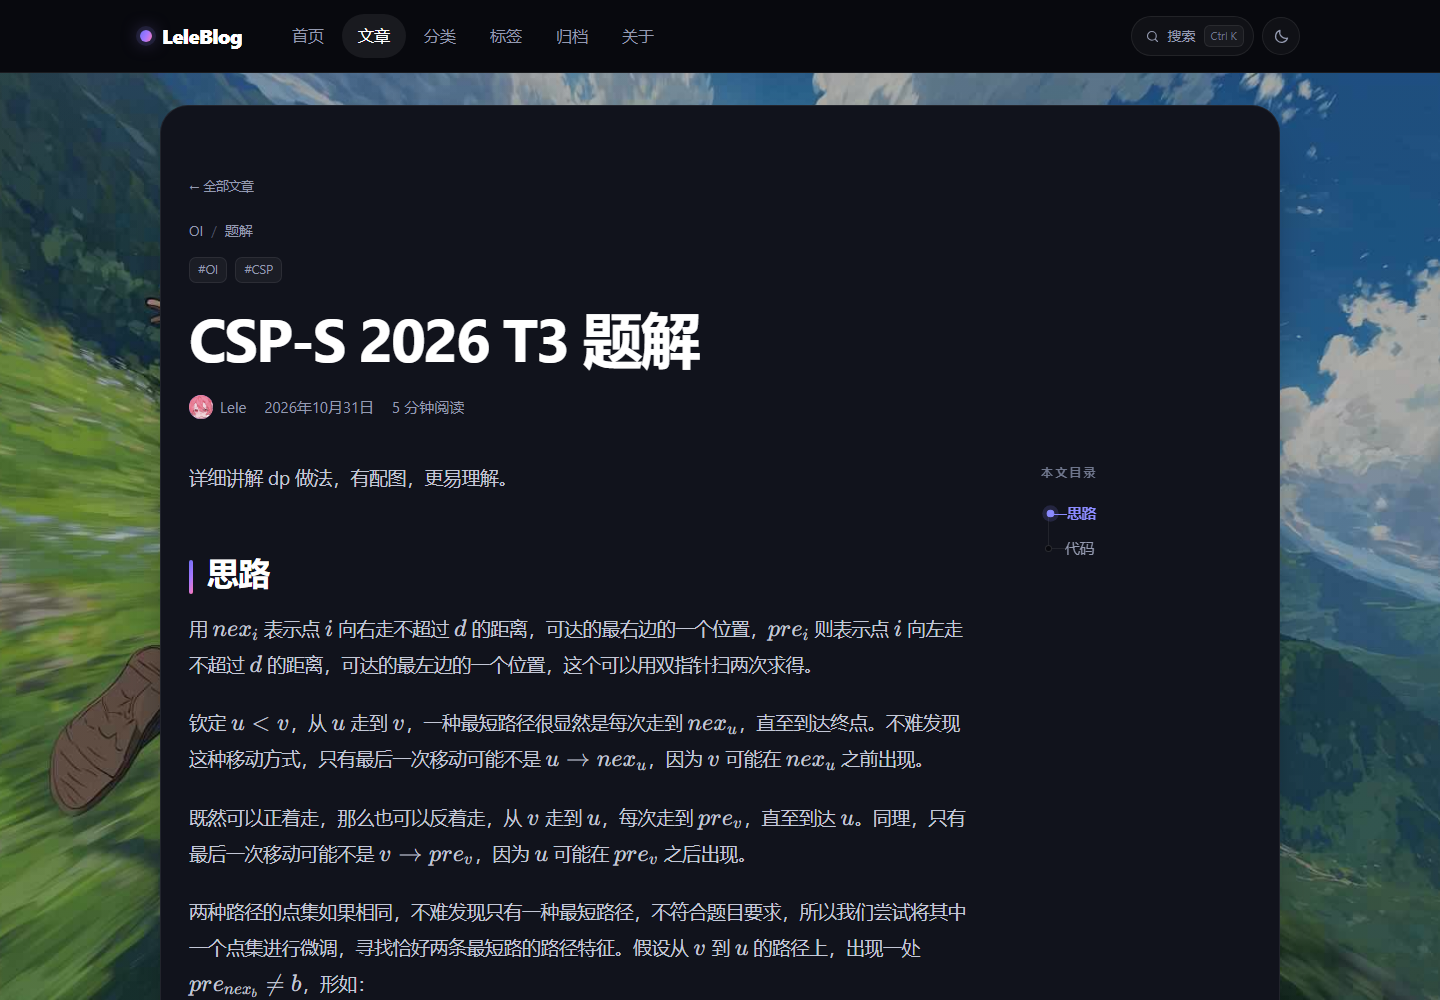 LeleBlog 首页 文章 分类 标签 归档 关于 搜索 Ctrl K
← 全部文章
OI / 题解
#OI #CSP
CSP-S 2026 T3 题解
Lele 2026年10月31日 5 分钟阅读
详细讲解 dp 做法，有配图，更易理解。
本文目录
思路
代码
思路
用 nex_i 表示点 i 向右走不超过 d 的距离，可达的最右边的一个位置，pre_i 则表示点 i 向左走
不超过 d 的距离，可达的最左边的一个位置，这个可以用双指针扫两次求得。
钦定 u < v，从 u 走到 v，一种最短路径很显然是每次走到 nex_u，直至到达终点。不难发现
这种移动方式，只有最后一次移动可能不是 u → nex_u，因为 v 可能在 nex_u 之前出现。
既然可以正着走，那么也可以反着走，从 v 走到 u，每次走到 pre_v，直至到达 u。同理，只有
最后一次移动可能不是 v → pre_v，因为 u 可能在 pre_v 之后出现。
两种路径的点集如果相同，不难发现只有一种最短路径，不符合题目要求，所以我们尝试将其中
一个点集进行微调，寻找恰好两条最短路的路径特征。假设从 v 到 u 的路径上，出现一处
pre_{nex_b} ≠ b，形如：